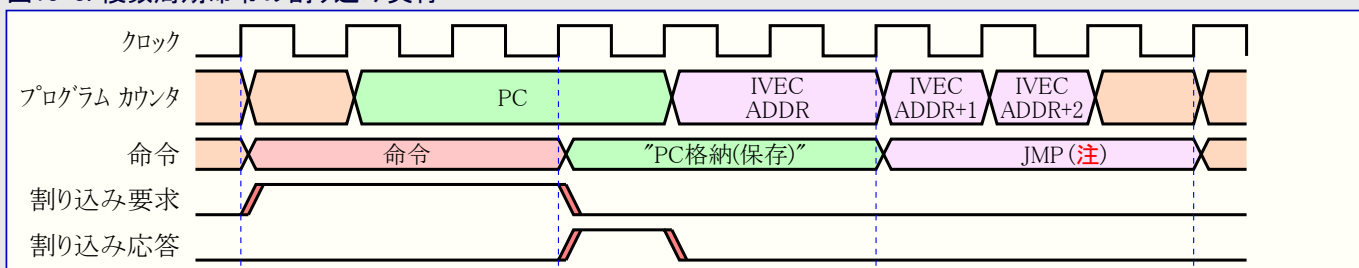 クロック
プログラム カウンタ
PC
IVEC
ADDR
IVEC
ADDR+1
IVEC
ADDR+2
命令
命令
"PC格納(保存)"
JMP (注)
割り込み要求
割り込み応答